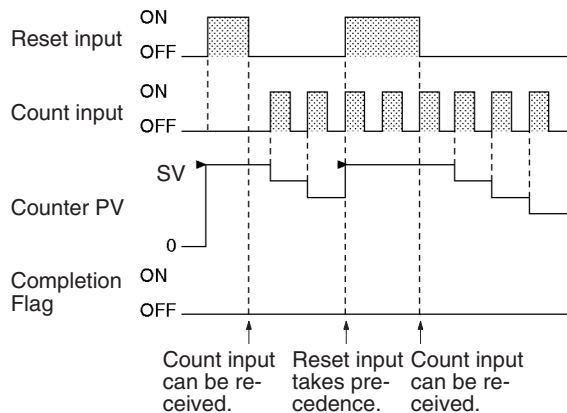 ON
Reset input
OFF
ON
Count input
OFF
SV
Counter PV
0
Completion
Flag
ON
OFF
Count input
can be re-
ceived.
Reset input
takes pre-
cedence.
Count input
can be re-
ceived.